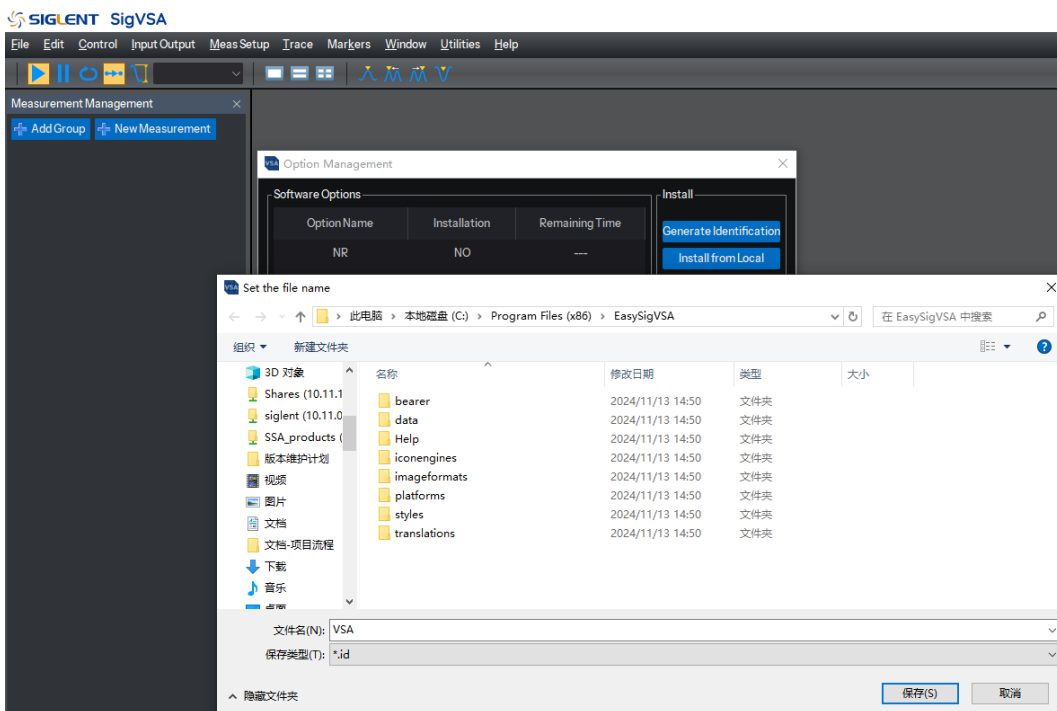 SIGLENT SigVSA
File Edit Control Input Output Meas Setup Trace Markers Window Utilities Help
Measurement Management
Add Group New Measurement
VSA Option Management
Software Options Install
Option Name Installation Remaining Time
Generate Identification
NR NO ---
Install from Local
VSA Set the file name
此电脑 › 本地磁盘 (C:) › Program Files (x86) › EasySigVSA 在 EasySigVSA 中搜索
组织 新建文件夹
3D 对象 名称 修改日期 类型 大小
Shares (10.11.1 bearer 2024/11/13 14:50 文件夹
siglent (10.11.0 data 2024/11/13 14:50 文件夹
SSA_products ( Help 2024/11/13 14:50 文件夹
版本维护计划 iconengines 2024/11/13 14:50 文件夹
视频 imageformats 2024/11/13 14:50 文件夹
图片 platforms 2024/11/13 14:50 文件夹
文档 styles 2024/11/13 14:50 文件夹
文档-项目流程 translations 2024/11/13 14:50 文件夹
下载
音乐
文件名(N): VSA
保存类型(T): *.id
隐藏文件夹 保存(S) 取消